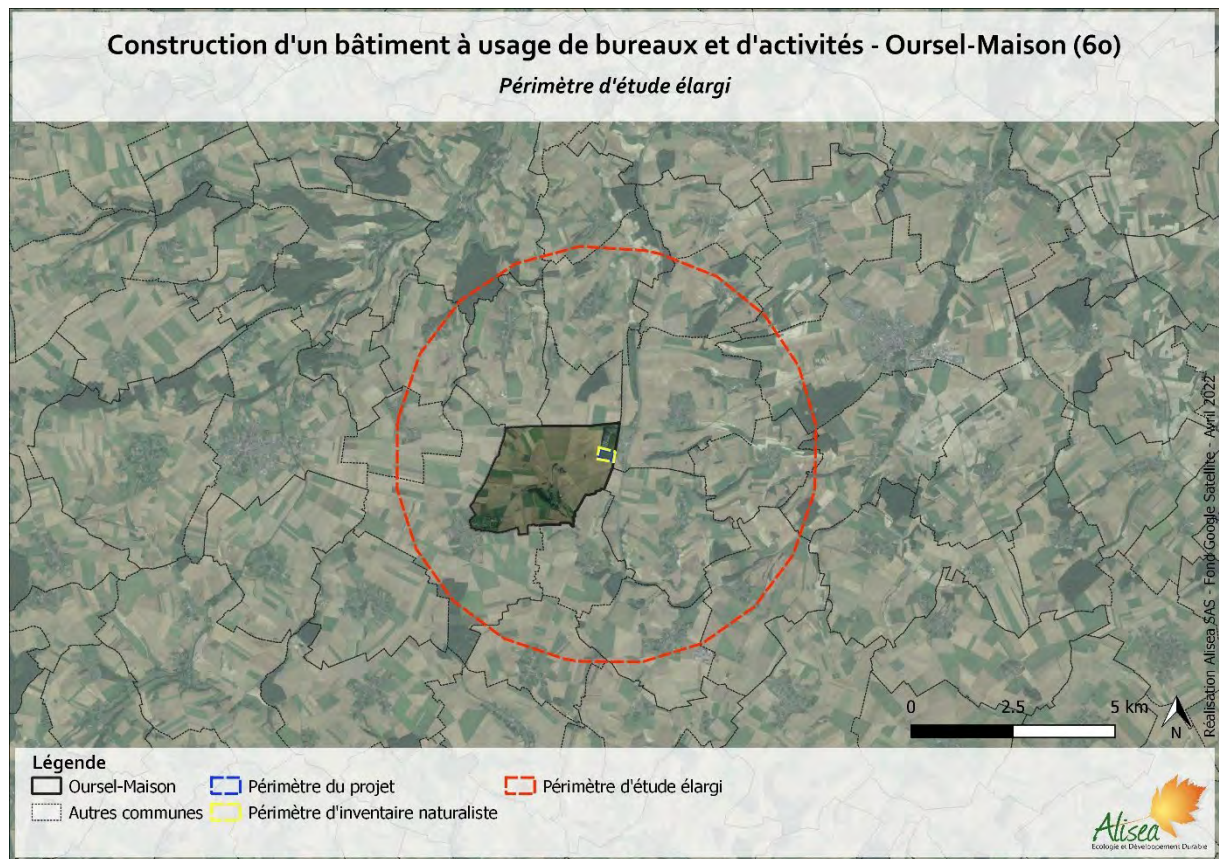 Construction d'un bâtiment à usage de bureaux et d'activités - Oursel-Maison (60)
Périmètre d'étude élargi
Réalisation Alisea SAS - Fond Google Satellite - Avril 2022
0 2.5 5 km
N
Légende
Oursel-Maison
Périmètre du projet
Périmètre d'étude élargi
Autres communes
Périmètre d'inventaire naturaliste
Alisea
Ecologie et Développement Durable